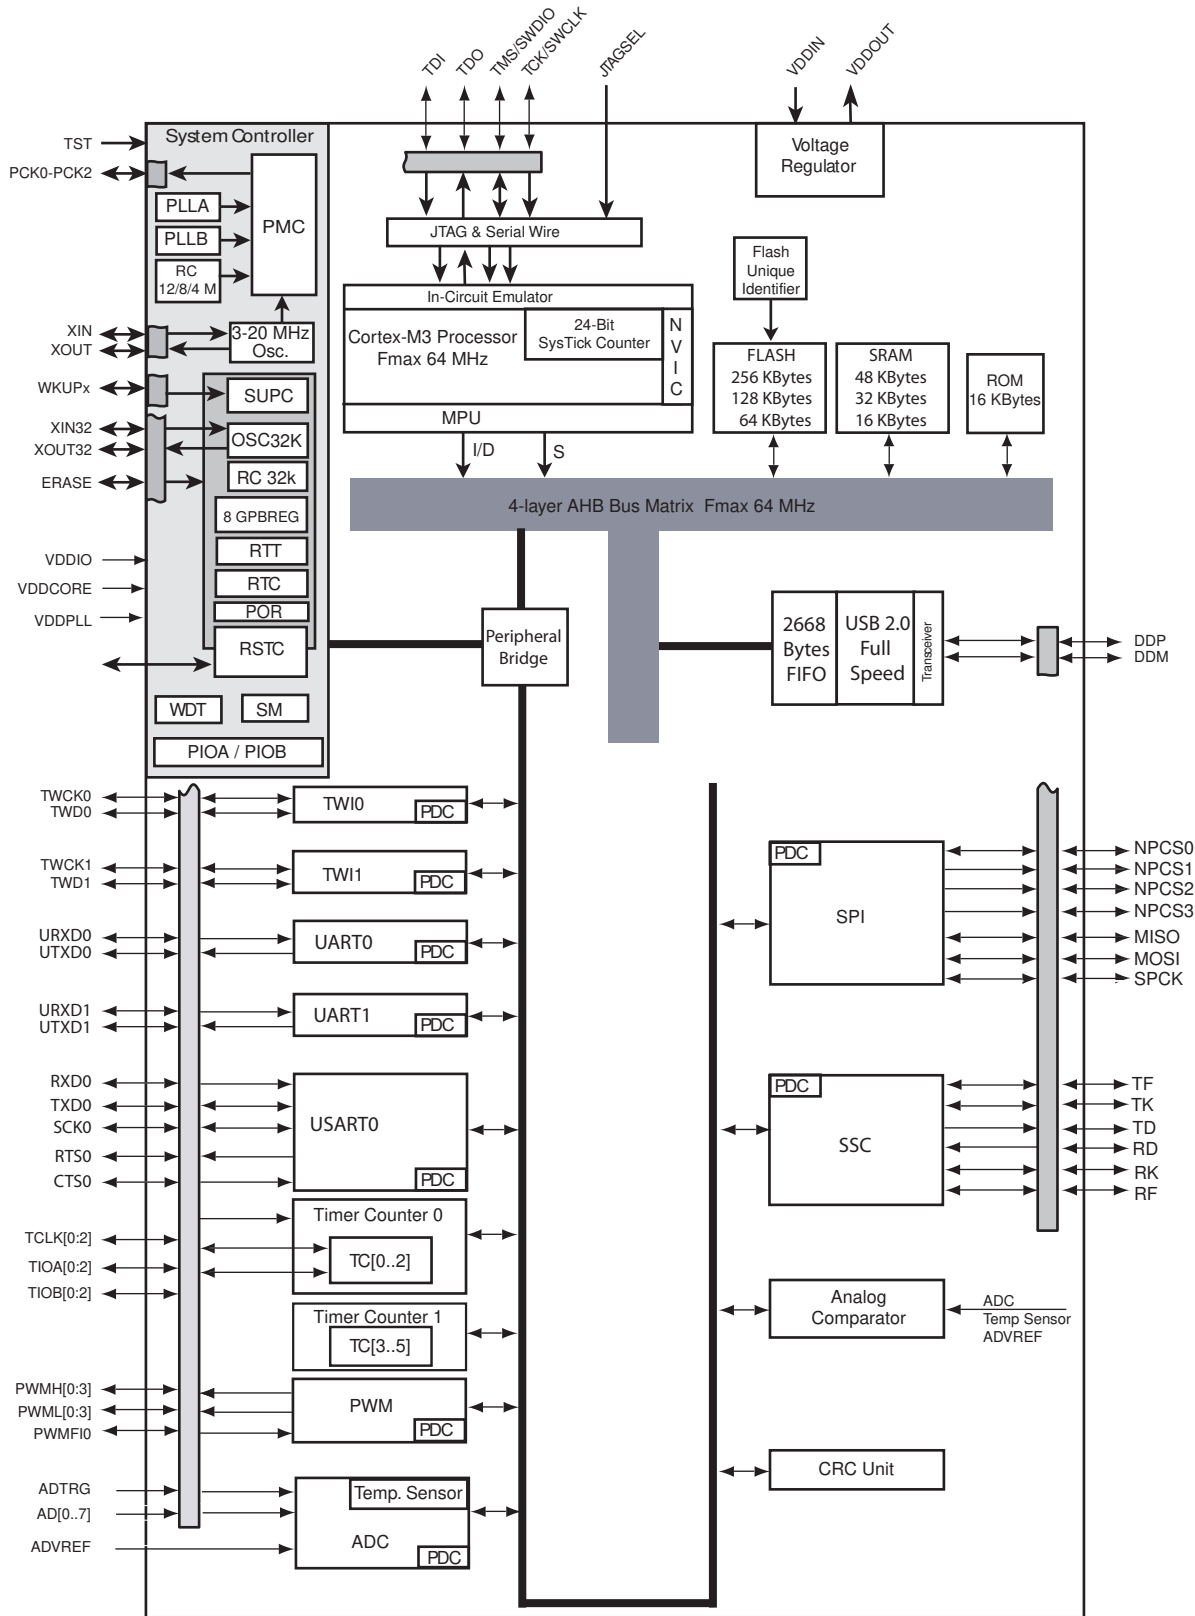 TDI
TDO
TMS/SWDIO
TCK/SWCLK
JTAGSEL
VDDIN
VDDOUT
System Controller
TST
PCK0-PCK2
PLLA
PLLB
RC
12/8/4 M
PMC
XIN
XOUT
3-20 MHz
Osc.
WKUPx
SUPC
XIN32
XOUT32
OSC32K
ERASE
RC 32k
8 GPBREG
RTT
VDDIO
RTC
VDDCORE
POR
VDDPLL
RSTC
WDT
SM
PIOA / PIOB
Voltage
Regulator
JTAG & Serial Wire
In-Circuit Emulator
Cortex-M3 Processor
Fmax 64 MHz
24-Bit
SysTick Counter
N
V
I
C
MPU
I/D
S
Flash
Unique
Identifier
FLASH
256 KBytes
128 KBytes
64 KBytes
SRAM
48 KBytes
32 KBytes
16 KBytes
ROM
16 KBytes
4-layer AHB Bus Matrix Fmax 64 MHz
Peripheral
Bridge
2668
Bytes
FIFO
USB 2.0
Full
Speed
Transceiver
DDP
DDM
TWCK0
TWD0
TWI0
PDC
TWCK1
TWD1
TWI1
PDC
URXD0
UTXD0
UART0
PDC
URXD1
UTXD1
UART1
PDC
RXD0
TXD0
SCK0
RTS0
CTS0
USART0
PDC
TCLK[0:2]
TIOA[0:2]
TIOB[0:2]
Timer Counter 0
TC[0..2]
Timer Counter 1
TC[3..5]
PWMH[0:3]
PWML[0:3]
PWMFI0
PWM
PDC
ADTRG
AD[0..7]
ADVREF
Temp. Sensor
ADC
PDC
PDC
SPI
NPCS0
NPCS1
NPCS2
NPCS3
MISO
MOSI
SPCK
PDC
SSC
TF
TK
TD
RD
RK
RF
Analog
Comparator
ADC
Temp Sensor
ADVREF
CRC Unit